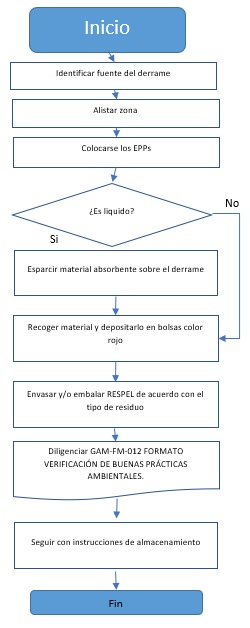 Inicio
Identificar fuente del derrame
Alistar zona
Colocarse los EPPs
¿Es liquido?
No
Si
Esparcir material absorbente sobre el derrame
Recoger material y depositarlo en bolsas color
rojo
Envasar y/o embalar RESPEL de acuerdo con el
tipo de residuo
Diligenciar GAM-FM-012 FORMATO
VERIFICACIÓN DE BUENAS PRÁCTICAS
AMBIENTALES.
Seguir con instrucciones de almacenamiento
Fin